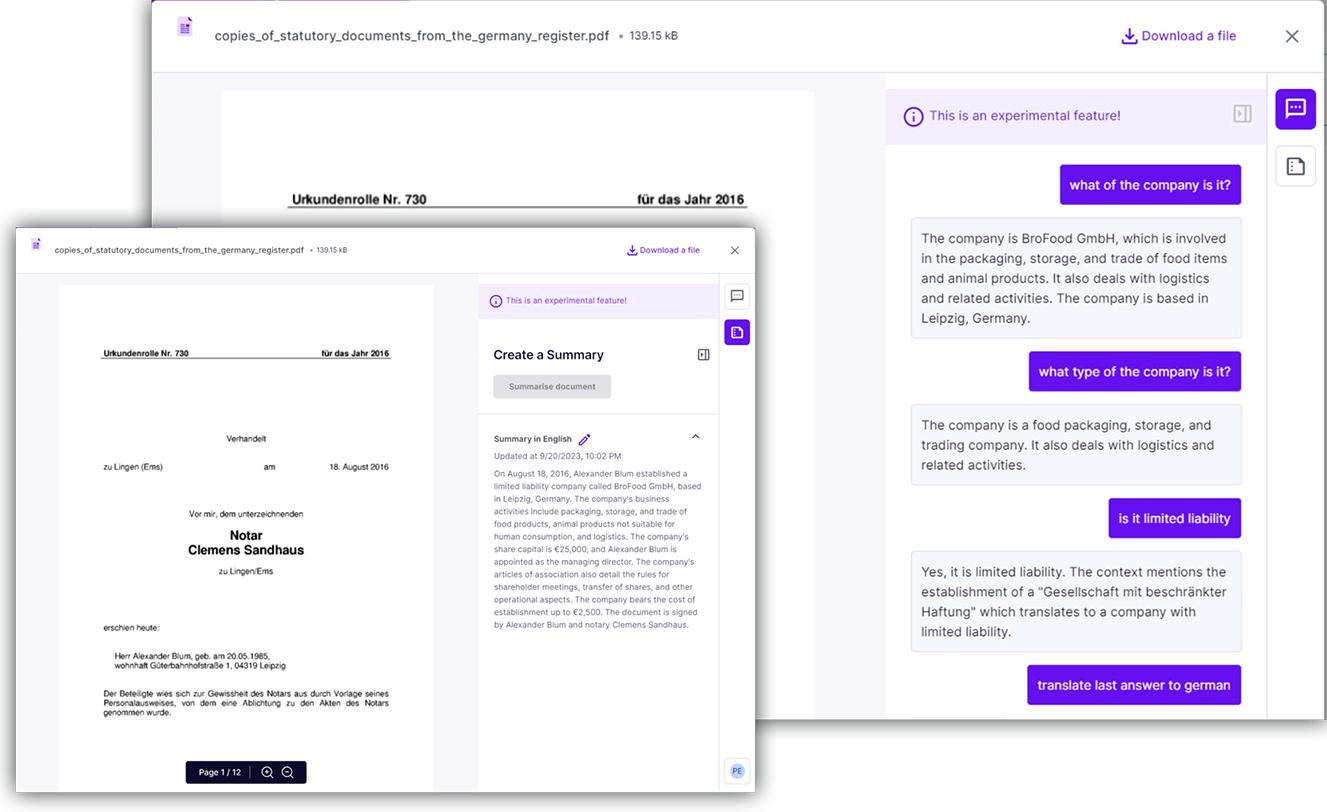 copies_of_statutory_documents_from_the_germany_register.pdf • 139.15 kB
Download a file
This is an experimental feature!
Urkundenrolle Nr. 730 für das Jahr 2016
what of the company is it?
The company is BroFood GmbH, which is involved
in the packaging, storage, and trade of food items
and animal products. It also deals with logistics
and related activities. The company is based in
Leipzig, Germany.
what type of the company is it?
The company is a food packaging, storage, and
trading company. It also deals with logistics and
related activities.
is it limited liability
Yes, it is limited liability. The context mentions the
establishment of a "Gesellschaft mit beschränkter
Haftung" which translates to a company with
limited liability.
translate last answer to german
copies_of_statutory_documents_from_the_germany_register.pdf • 139.15 kB
Download a file
Urkundenrolle Nr. 730 für das Jahr 2016
Verhandelt
zu Lingen (Ems) am 18. August 2016
Vor mir, dem unterzeichnenden
Notar
Clemens Sandhaus
zu Lingen/Ems
erschien heute:
Herr Alexander Blum, geb. am 20.05.1985,
wohnhaft Güterbahnhofstraße 1, 04319 Leipzig
Der Beteiligte wies sich zur Gewissheit des Notars aus durch Vorlage seines
Personalausweises, von dem eine Ablichtung zu den Akten des Notars
genommen wurde.
Page 1 / 12
This is an experimental feature!
Create a Summary
Summarise document
Summary in English
Updated at 9/20/2023, 10:02 PM
On August 18, 2016, Alexander Blum established a
limited liability company called BroFood GmbH, based
in Leipzig, Germany. The company's business
activities include packaging, storage, and trade of
food products, animal products not suitable for
human consumption, and logistics. The company's
share capital is €25,000, and Alexander Blum is
appointed as the managing director. The company's
articles of association also detail the rules for
shareholder meetings, transfer of shares, and other
operational aspects. The company bears the cost of
establishment up to €2,500. The document is signed
by Alexander Blum and notary Clemens Sandhaus.
PE